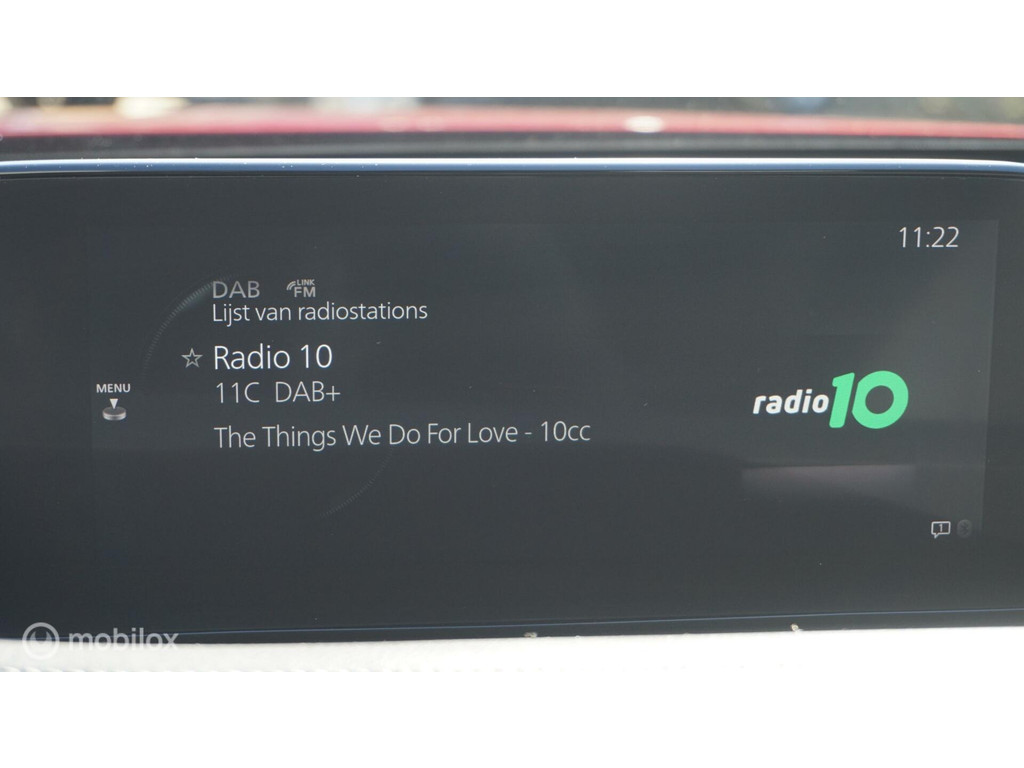 11:22
DAB LINK FM
Lijst van radiostations
☆ Radio 10
11C DAB+
MENU
The Things We Do For Love - 10cc
radio10
1
mobilox